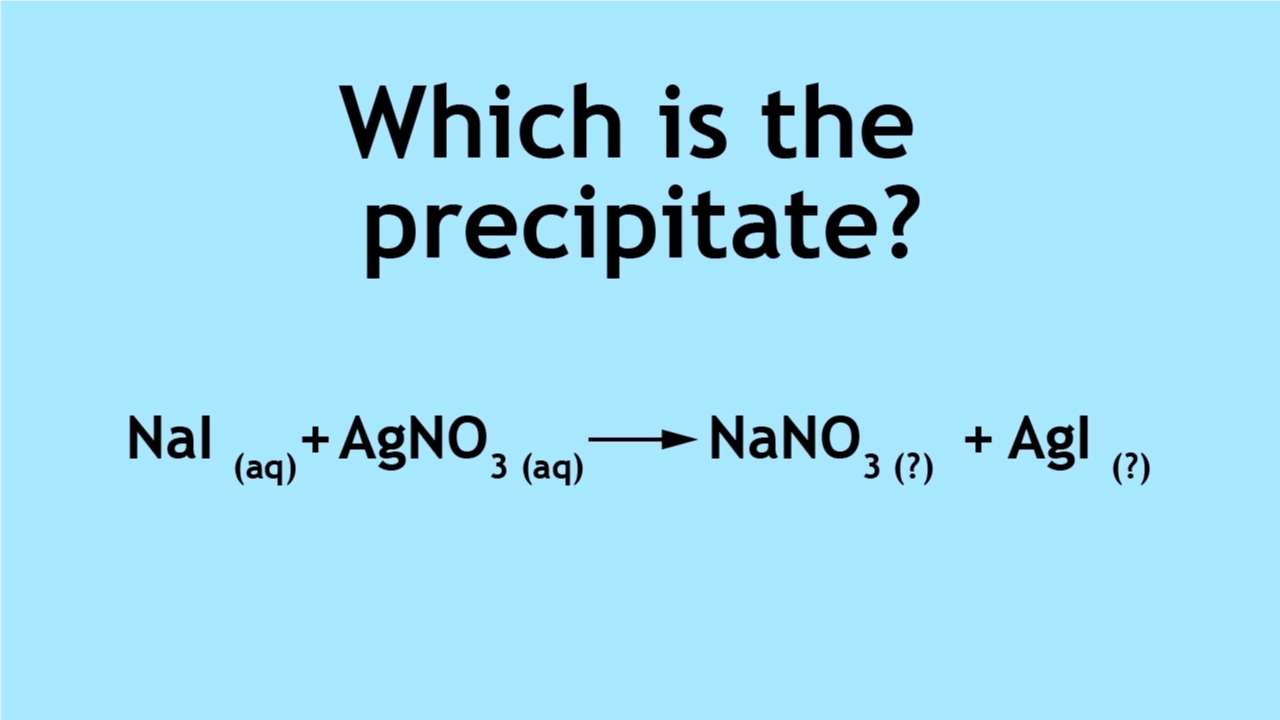 Which is the
precipitate?
NaI (aq) + AgNO3 (aq) ⟶ NaNO3 (?) + AgI (?)